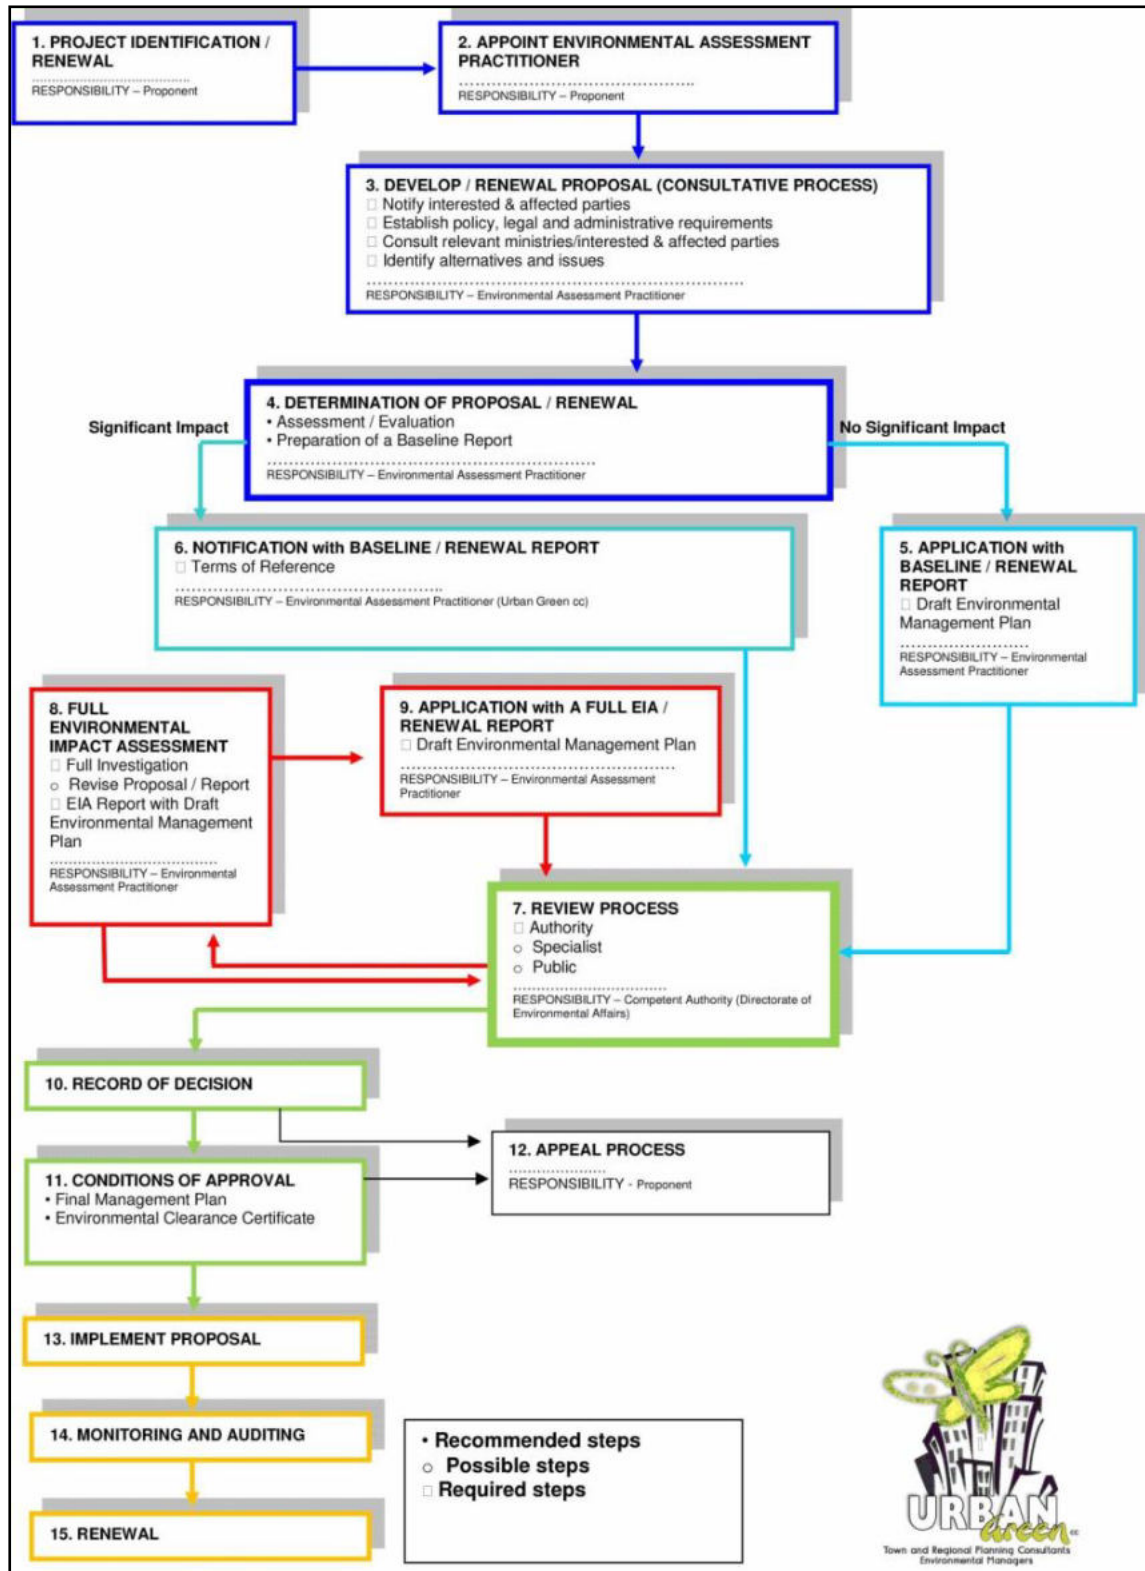 1. PROJECT IDENTIFICATION /
RENEWAL
........................................
RESPONSIBILITY – Proponent
2. APPOINT ENVIRONMENTAL ASSESSMENT
PRACTITIONER
................................................
RESPONSIBILITY – Proponent
3. DEVELOP / RENEWAL PROPOSAL (CONSULTATIVE PROCESS)
□ Notify interested & affected parties
□ Establish policy, legal and administrative requirements
□ Consult relevant ministries/interested & affected parties
□ Identify alternatives and issues
................................................................................
RESPONSIBILITY – Environmental Assessment Practitioner
4. DETERMINATION OF PROPOSAL / RENEWAL
• Assessment / Evaluation
• Preparation of a Baseline Report
....................................................................
RESPONSIBILITY – Environmental Assessment Practitioner
Significant Impact
No Significant Impact
6. NOTIFICATION with BASELINE / RENEWAL REPORT
□ Terms of Reference
.......................................................
RESPONSIBILITY – Environmental Assessment Practitioner (Urban Green cc)
5. APPLICATION with
BASELINE / RENEWAL
REPORT
□ Draft Environmental
Management Plan
..........................
RESPONSIBILITY – Environmental
Assessment Practitioner
8. FULL
ENVIRONMENTAL
IMPACT ASSESSMENT
□ Full Investigation
o Revise Proposal / Report
□ EIA Report with Draft
Environmental Management
Plan
..................................
RESPONSIBILITY – Environmental
Assessment Practitioner
9. APPLICATION with A FULL EIA /
RENEWAL REPORT
□ Draft Environmental Management Plan
.........................................................
RESPONSIBILITY – Environmental Assessment
Practitioner
7. REVIEW PROCESS
□ Authority
o Specialist
o Public
................................
RESPONSIBILITY – Competent Authority (Directorate of
Environmental Affairs)
10. RECORD OF DECISION
12. APPEAL PROCESS
.....................
RESPONSIBILITY - Proponent
11. CONDITIONS OF APPROVAL
• Final Management Plan
• Environmental Clearance Certificate
13. IMPLEMENT PROPOSAL
14. MONITORING AND AUDITING
15. RENEWAL
• Recommended steps
o Possible steps
□ Required steps
URBAN
Green cc
Town and Regional Planning Consultants
Environmental Managers